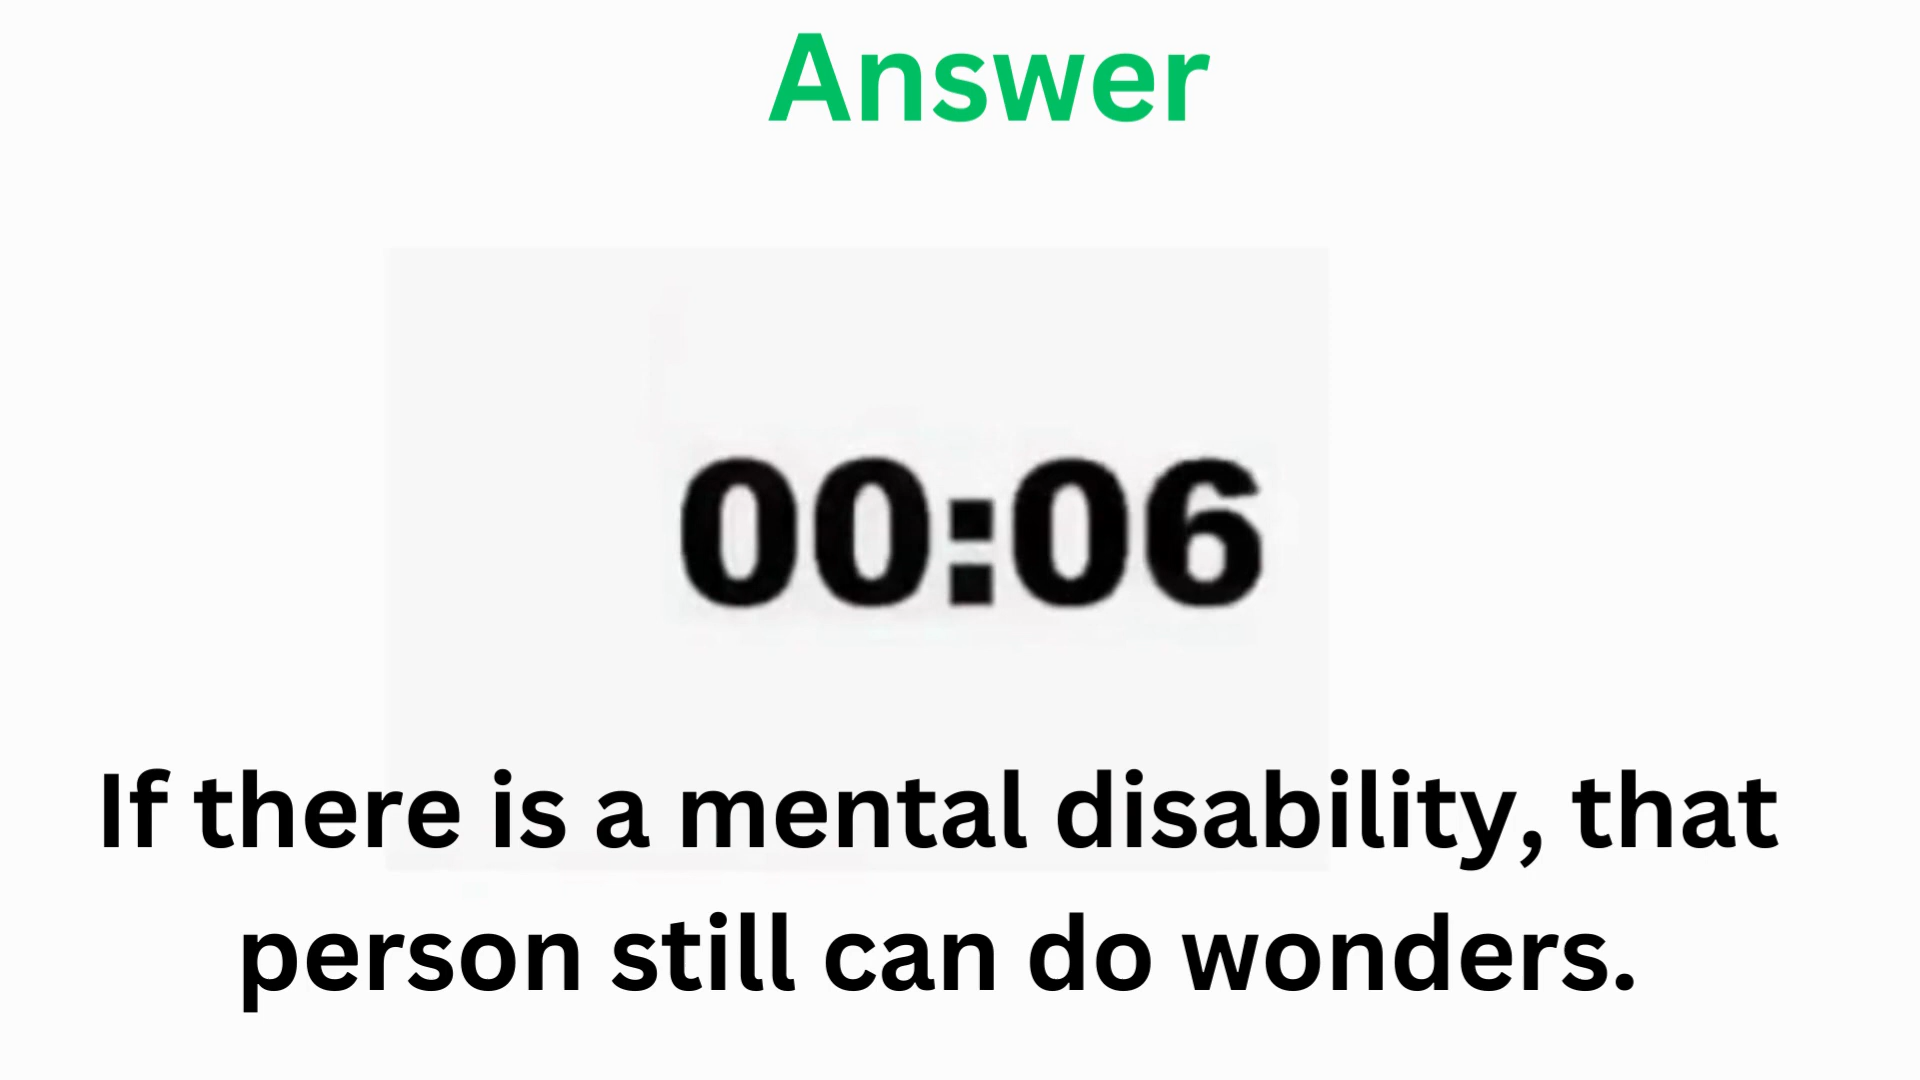 Answer
00:06
If there is a mental disability, that
person still can do wonders.